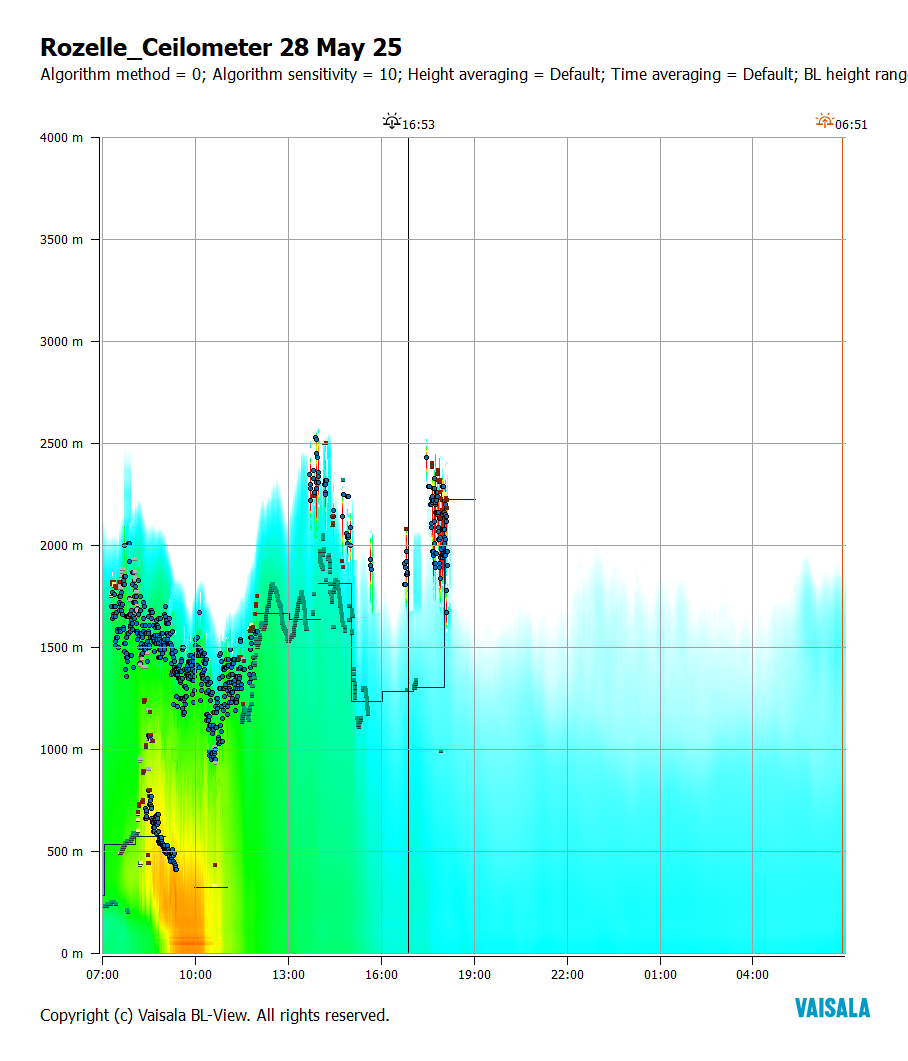 Rozelle_Ceilometer 28 May 25
Algorithm method = 0; Algorithm sensitivity = 10; Height averaging = Default; Time averaging = Default; BL height rang
16:53
06:51
4000 m
3500 m
3000 m
2500 m
2000 m
1500 m
1000 m
500 m
0 m
07:00 10:00 13:00 16:00 19:00 22:00 01:00 04:00
VAISALA
Copyright (c) Vaisala BL-View. All rights reserved.